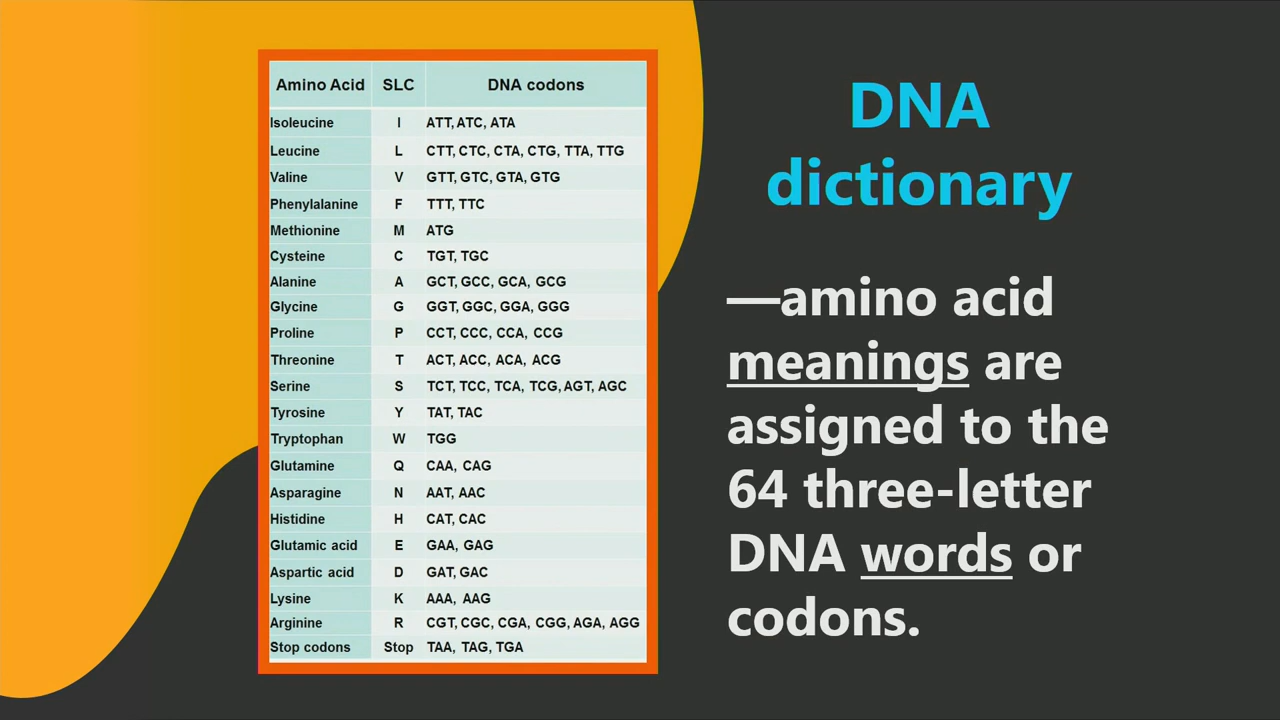 Amino Acid SLC DNA codons
Isoleucine I ATT, ATC, ATA
Leucine L CTT, CTC, CTA, CTG, TTA, TTG
Valine V GTT, GTC, GTA, GTG
Phenylalanine F TTT, TTC
Methionine M ATG
Cysteine C TGT, TGC
Alanine A GCT, GCC, GCA, GCG
Glycine G GGT, GGC, GGA, GGG
Proline P CCT, CCC, CCA, CCG
Threonine T ACT, ACC, ACA, ACG
Serine S TCT, TCC, TCA, TCG, AGT, AGC
Tyrosine Y TAT, TAC
Tryptophan W TGG
Glutamine Q CAA, CAG
Asparagine N AAT, AAC
Histidine H CAT, CAC
Glutamic acid E GAA, GAG
Aspartic acid D GAT, GAC
Lysine K AAA, AAG
Arginine R CGT, CGC, CGA, CGG, AGA, AGG
Stop codons Stop TAA, TAG, TGA
DNA
dictionary
—amino acid
meanings are
assigned to the
64 three-letter
DNA words or
codons.